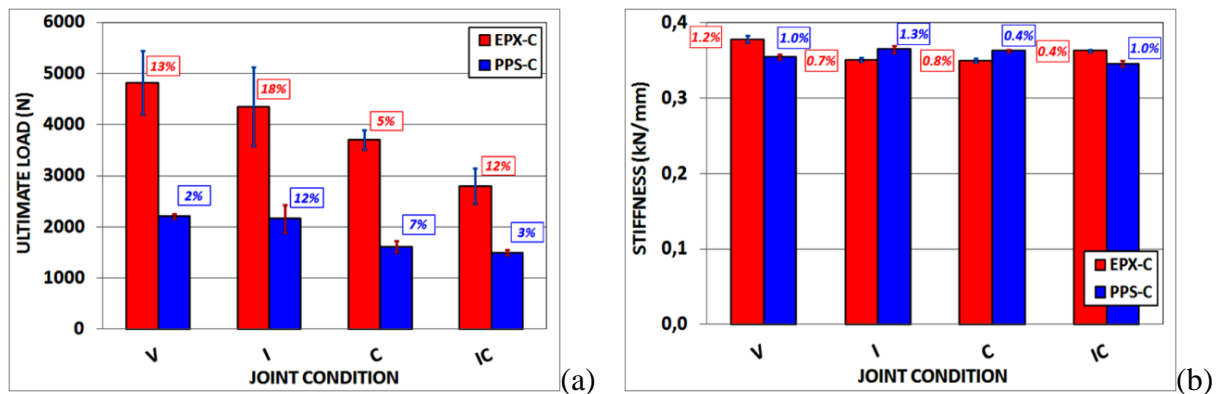 6000
5000
4000
3000
2000
1000
0
ULTIMATE LOAD (N)
EPX-C
PPS-C
13%
18%
5%
12%
2%
12%
7%
3%
V
I
C
IC
JOINT CONDITION
(a)
0,4
0,3
0,2
0,1
0,0
STIFFNESS (kN/mm)
1.2%
1.0%
0.7%
1.3%
0.8%
0.4%
0.4%
1.0%
EPX-C
PPS-C
V
I
C
IC
JOINT CONDITION
(b)